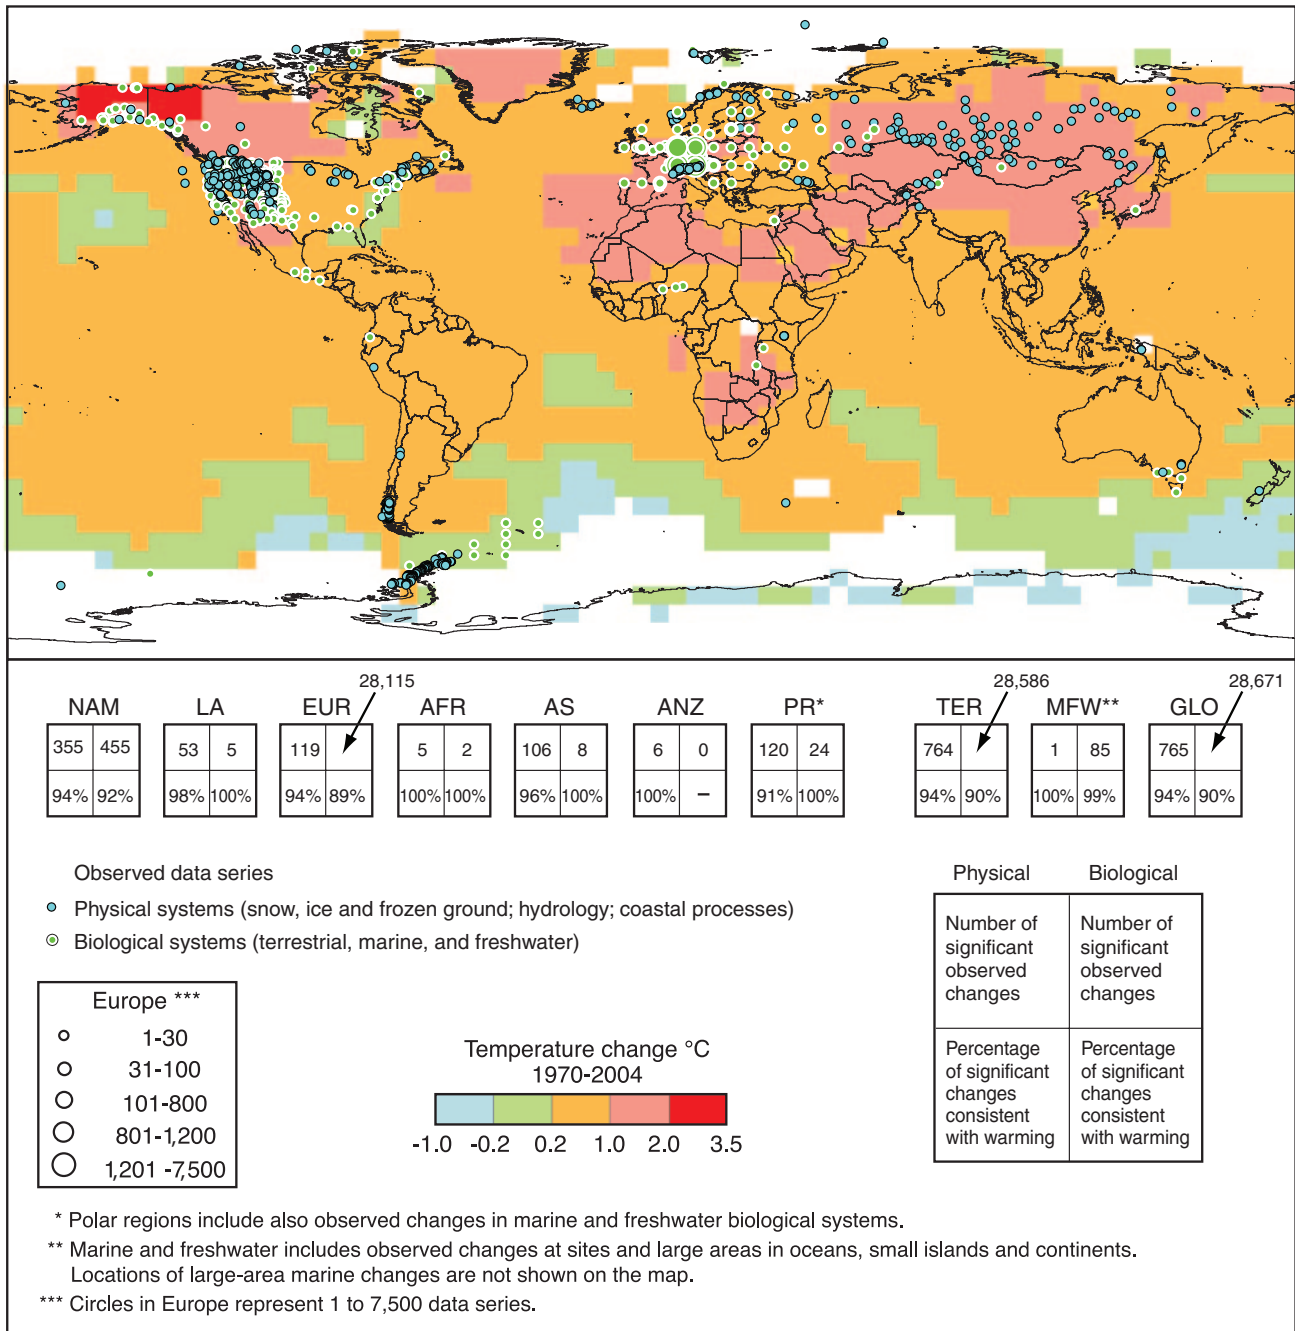 28,115
28,586
28,671
NAM LA EUR AFR AS ANZ PR* TER MFW** GLO
355 455 53 5 119 5 2 106 8 6 0 120 24 764 1 85 765
94% 92% 98% 100% 94% 89% 100% 100% 96% 100% 100% – 91% 100% 94% 90% 100% 99% 94% 90%
Observed data series
Physical systems (snow, ice and frozen ground; hydrology; coastal processes)
Biological systems (terrestrial, marine, and freshwater)
Europe ***
1-30
31-100
101-800
801-1,200
1,201 -7,500
Temperature change °C
1970-2004
-1.0 -0.2 0.2 1.0 2.0 3.5
Physical Biological
Number of
significant
observed
changes
Number of
significant
observed
changes
Percentage
of significant
changes
consistent
with warming
Percentage
of significant
changes
consistent
with warming
* Polar regions include also observed changes in marine and freshwater biological systems.
** Marine and freshwater includes observed changes at sites and large areas in oceans, small islands and continents.
Locations of large-area marine changes are not shown on the map.
*** Circles in Europe represent 1 to 7,500 data series.